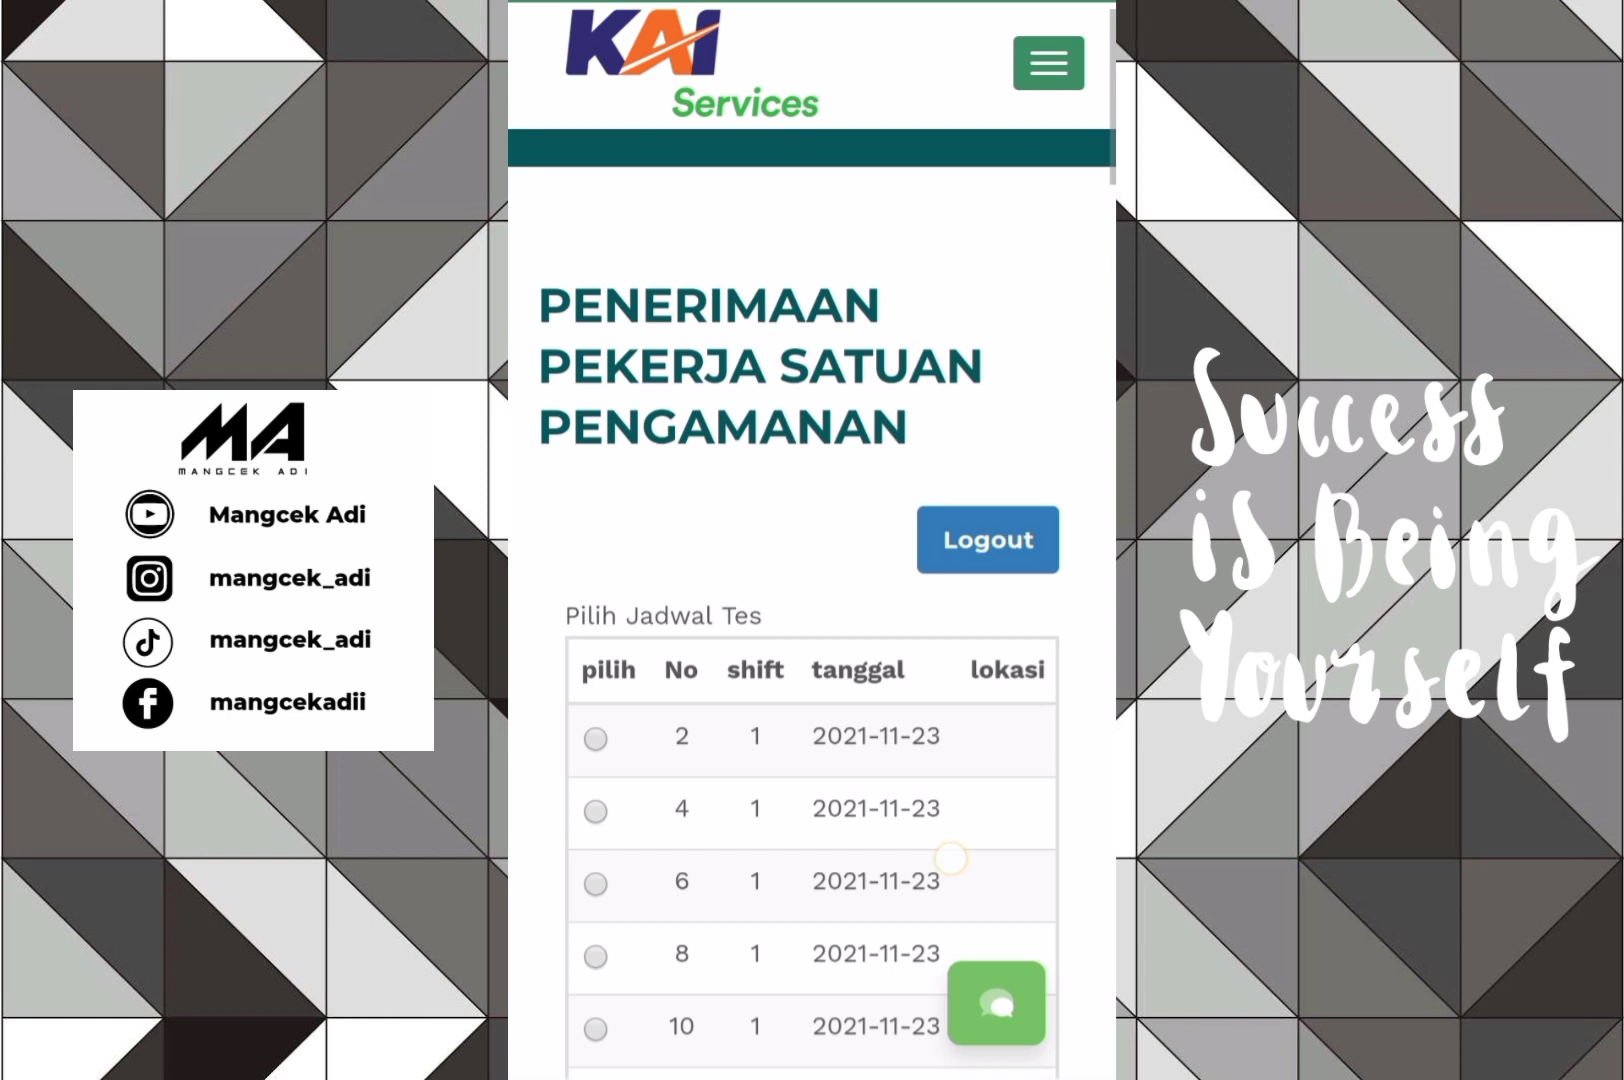 KAI
Services
PENERIMAAN
PEKERJA SATUAN
PENGAMANAN
Logout
Pilih Jadwal Tes
pilih No shift tanggal lokasi
2 1 2021-11-23
4 1 2021-11-23
6 1 2021-11-23
8 1 2021-11-23
10 1 2021-11-23
MA
MANGCEK ADI
Mangcek Adi
mangcek_adi
mangcek_adi
mangcekadii
Success
is Being
Yourself